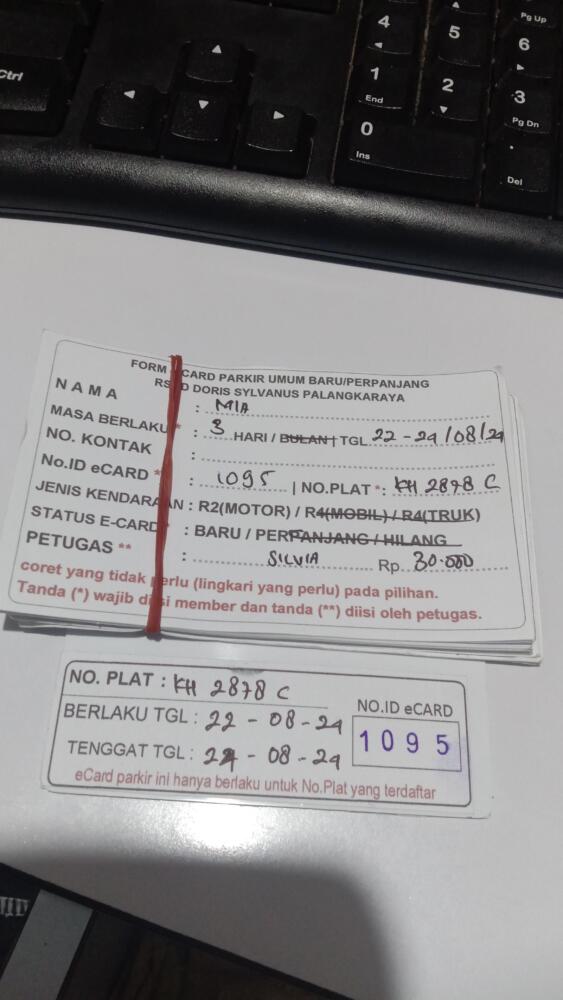 Ctrl
4
5
6
Pg Up
1
End
2
3
Pg Dn
0
Ins
.
Del
FORM CARD PARKIR UMUM BARU/PERPANJANG
RS D DORIS SYLVANUS PALANGKARAYA
NAMA : MIA
MASA BERLAKU * : 3 HARI / BULAN | TGL 22 - 24 / 08 / 24
NO. KONTAK :
No.ID eCARD * : 1095 | NO.PLAT *: KH 2878 C
JENIS KENDARAAN : R2(MOTOR) / R4(MOBIL) / R4(TRUK)
STATUS E-CARD * : BARU / PERPANJANG / HILANG
PETUGAS ** : SILVIA Rp 30.000
coret yang tidak perlu (lingkari yang perlu) pada pilihan.
Tanda (*) wajib diisi member dan tanda (**) diisi oleh petugas.
NO. PLAT : KH 2878 C
BERLAKU TGL : 22 - 08 - 24
TENGGAT TGL : 24 - 08 - 24
NO.ID eCARD
1095
eCard parkir ini hanya berlaku untuk No.Plat yang terdaftar